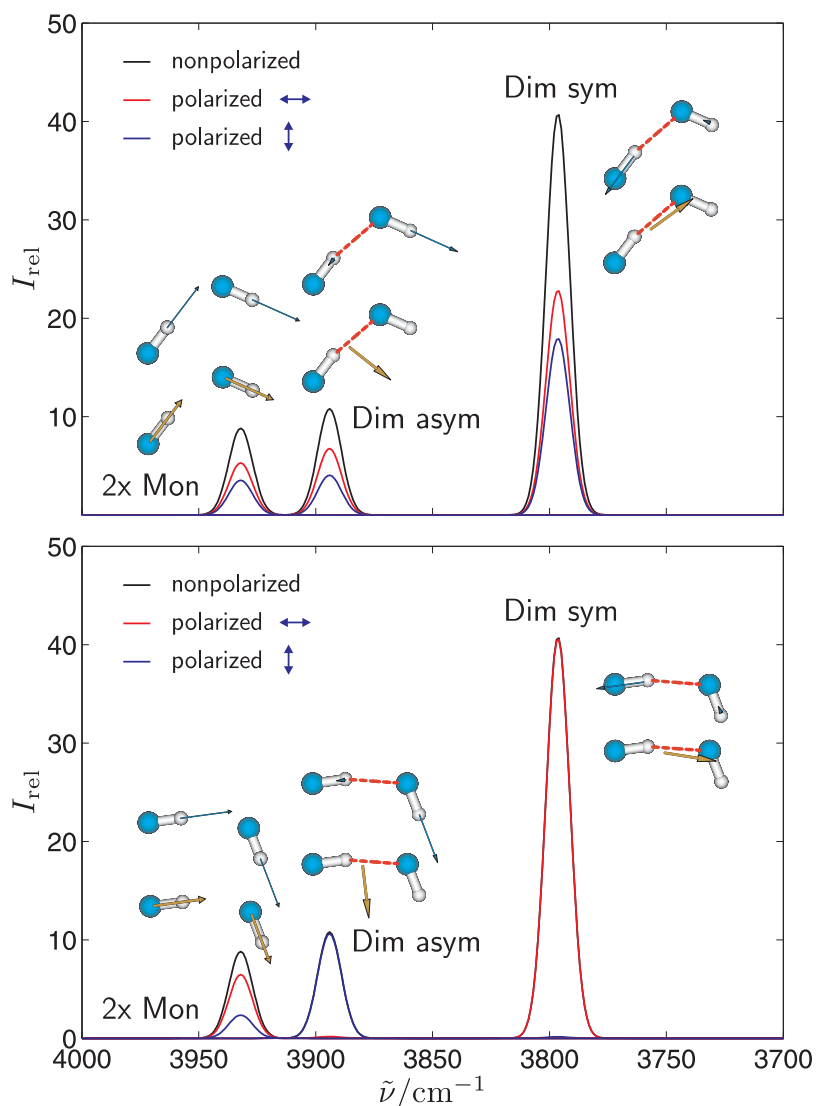 50
nonpolarized
polarized
Dim sym
40
polarized
30
I_rel
20
Dim asym
10
2x Mon
50
nonpolarized
polarized
Dim sym
40
polarized
30
I_rel
20
10
Dim asym
2x Mon
0
4000 3950 3900 3850 3800 3750 3700
ν̃/cm⁻¹